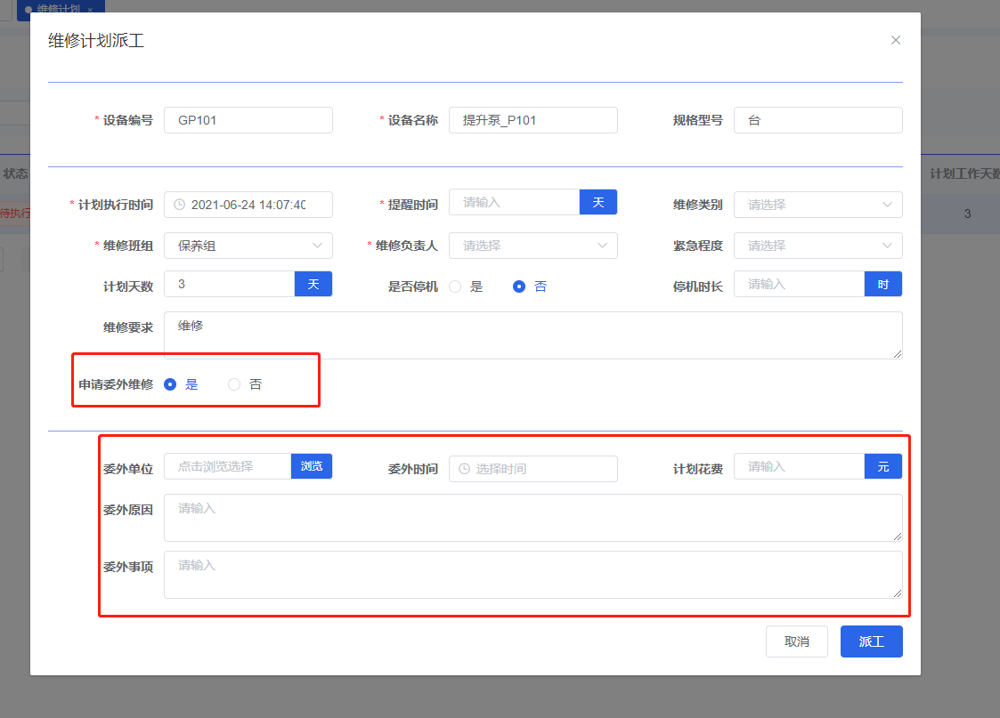 维修计划 ×
维修计划派工
* 设备编号 GP101 * 设备名称 提升泵_P101 规格型号 台
状态 计划工作天数
* 计划执行时间 2021-06-24 14:07:40 * 提醒时间 请输入 天 维修类别 请选择
待执行 3
* 维修班组 保养组 * 维修负责人 请选择 紧急程度 请选择
计划天数 3 天 是否停机 是 否 停机时长 请输入 时
维修要求 维修
申请委外维修 是 否
委外单位 点击浏览选择 浏览 委外时间 选择时间 计划花费 请输入 元
委外原因 请输入
委外事项 请输入
取消 派工